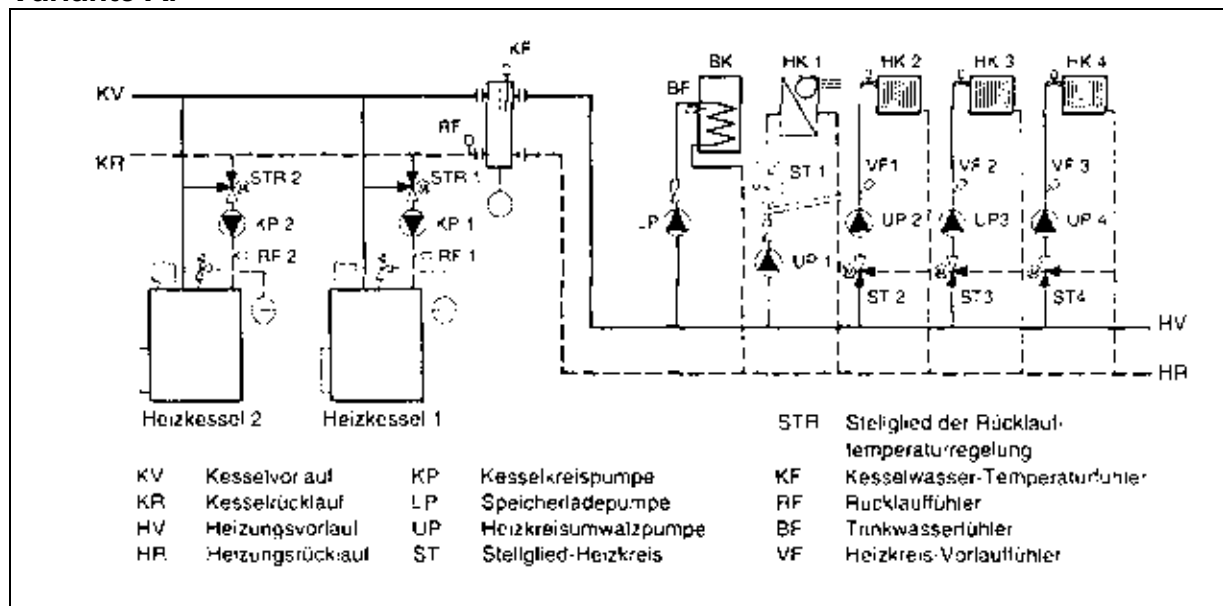 KF
BK
HK 1
HK 2
HK 3
HK 4
KV
BF
RF
KR
STR 2
STR 1
ST 1
VF1
VF 2
VF 3
KP 2
KP 1
LP
UP 1
UP 2
UP3
UP 4
RF 2
RF 1
ST 2
ST3
ST4
HV
HR
Heizkessel 2
Heizkessel 1
STR Stellglied der Rücklauf-
temperaturregelung
KV Kesselvorlauf KP Kesselkreispumpe KF Kesselwasser-Temperaturfühler
KR Kesselrücklauf LP Speicherladepumpe RF Rücklauffühler
HV Heizungsvorlauf UP Heizkreisumwälzpumpe BF Trinkwasserfühler
HR Heizungsrücklauf ST Stellglied-Heizkreis VF Heizkreis-Vorlauffühler